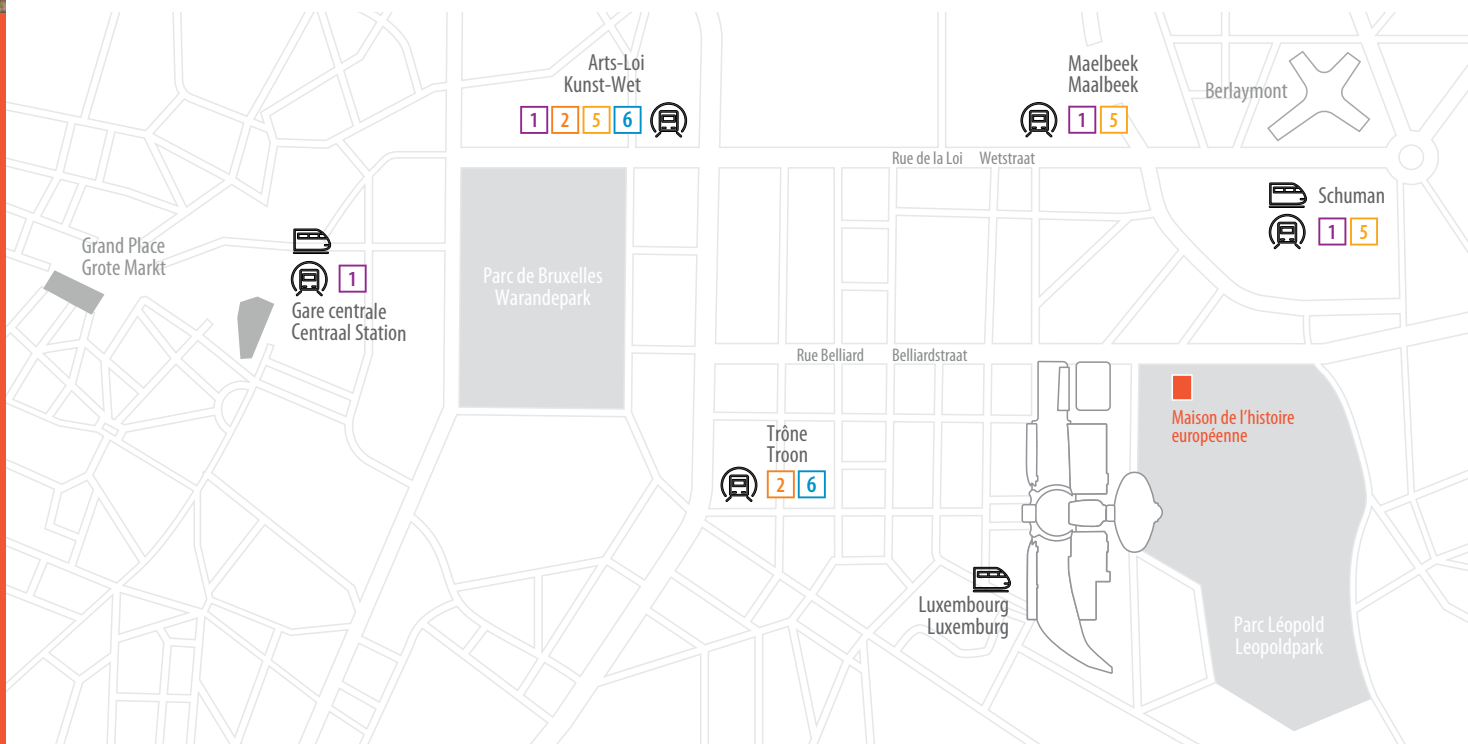 Arts-Loi
Kunst-Wet
1 2 5 6
Maelbeek
Maalbeek
1 5
Berlaymont
Rue de la Loi Wetstraat
Schuman
1 5
Grand Place
Grote Markt
1
Gare centrale
Centraal Station
Parc de Bruxelles
Warandepark
Rue Belliard Belliardstraat
Maison de l'histoire
européenne
Trône
Troon
2 6
Luxembourg
Luxemburg
Parc Léopold
Leopoldpark